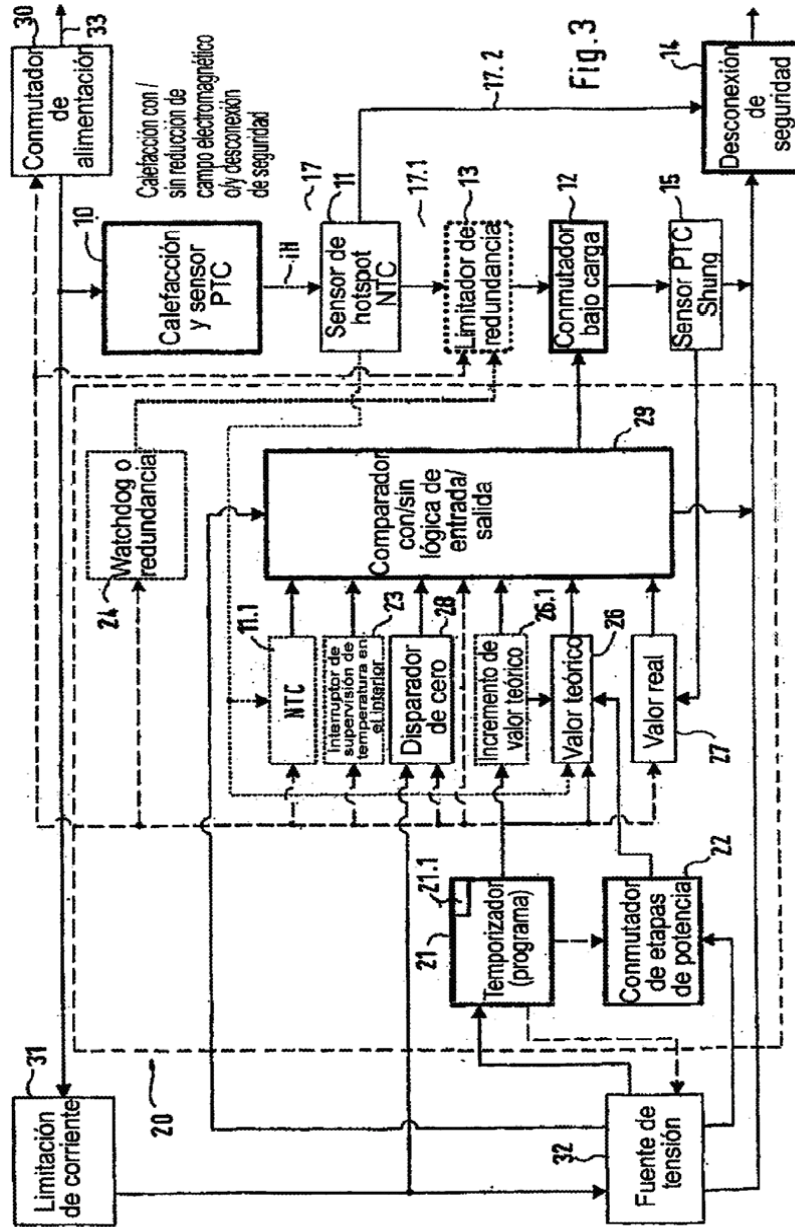 30
Conmutador
de
alimentación
33
Calefacción con /
sin reducción de
campo electromagnético
o/y desconexión
de seguridad
10
Calefacción
y sensor
PTC
iH
17
11
Sensor de
hotspot
NTC
17.1
17.2
13
Limitador de
redundancia
12
Conmutador
bajo carga
15
Sensor PTC
Shung
Fig.3
14
Desconexión
de
seguridad
Watchdog o
redundancia
24
29
Comparador
con/sin
lógica de
entrada/
salida
11.1
NTC
23
Interruptor de
supervisión de
temperatura en
el interior
28
Disparador
de cero
26.1
Incremento de
valor teórico
26
Valor teórico
Valor real
27
21
21.1
Temporizador
(programa)
22
Conmutador
de etapas
de potencia
31
Limitación
de corriente
20
32
Fuente de
tensión